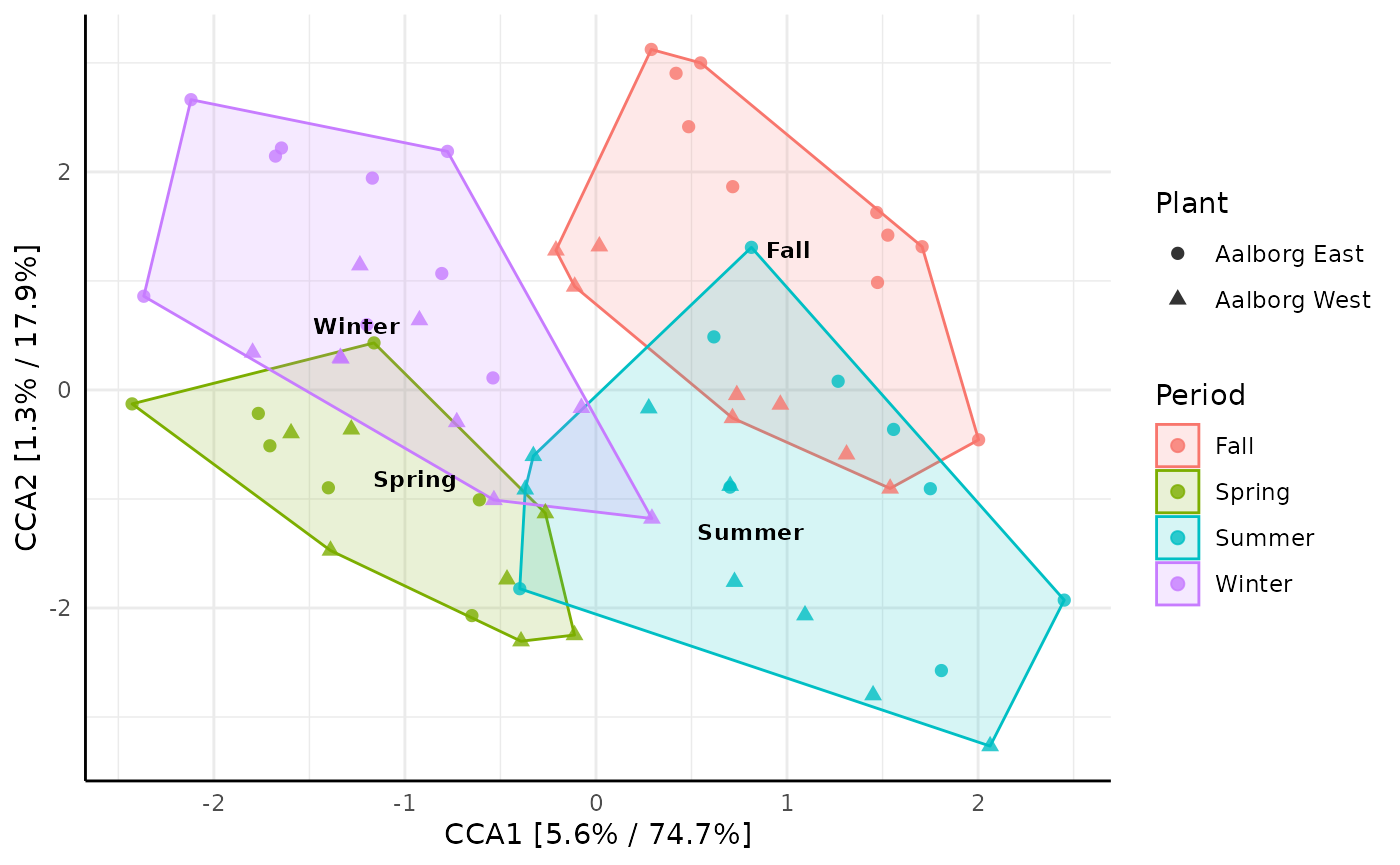 Fall
Winter
Spring
Summer
2
0
-2
-2
-1
0
1
2
CCA1 [5.6% / 74.7%]
CCA2 [1.3% / 17.9%]
Plant
Aalborg East
Aalborg West
Period
Fall
Spring
Summer
Winter